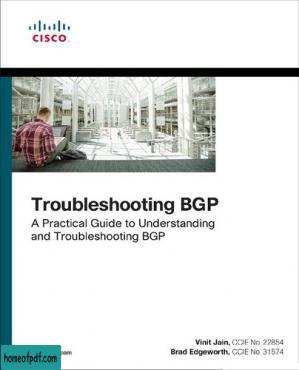 CISCO
Troubleshooting BGP
A Practical Guide to Understanding
and Troubleshooting BGP
Vinit Jain, CCIE No. 22854
Brad Edgeworth, CCIE No. 31574
homeofpdf.com